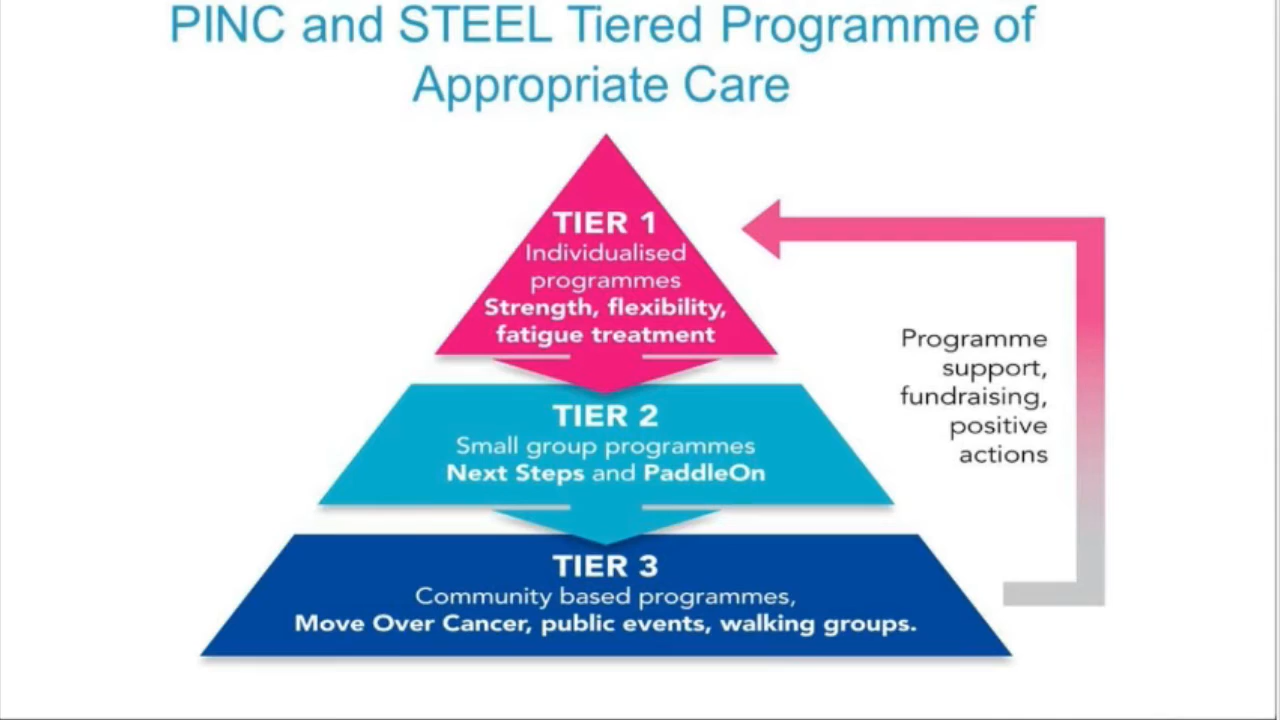 PINC and STEEL Tiered Programme of
Appropriate Care
TIER 1
Individualised
programmes
Strength, flexibility,
fatigue treatment
TIER 2
Small group programmes
Next Steps and PaddleOn
TIER 3
Community based programmes,
Move Over Cancer, public events, walking groups.
Programme
support,
fundraising,
positive
actions